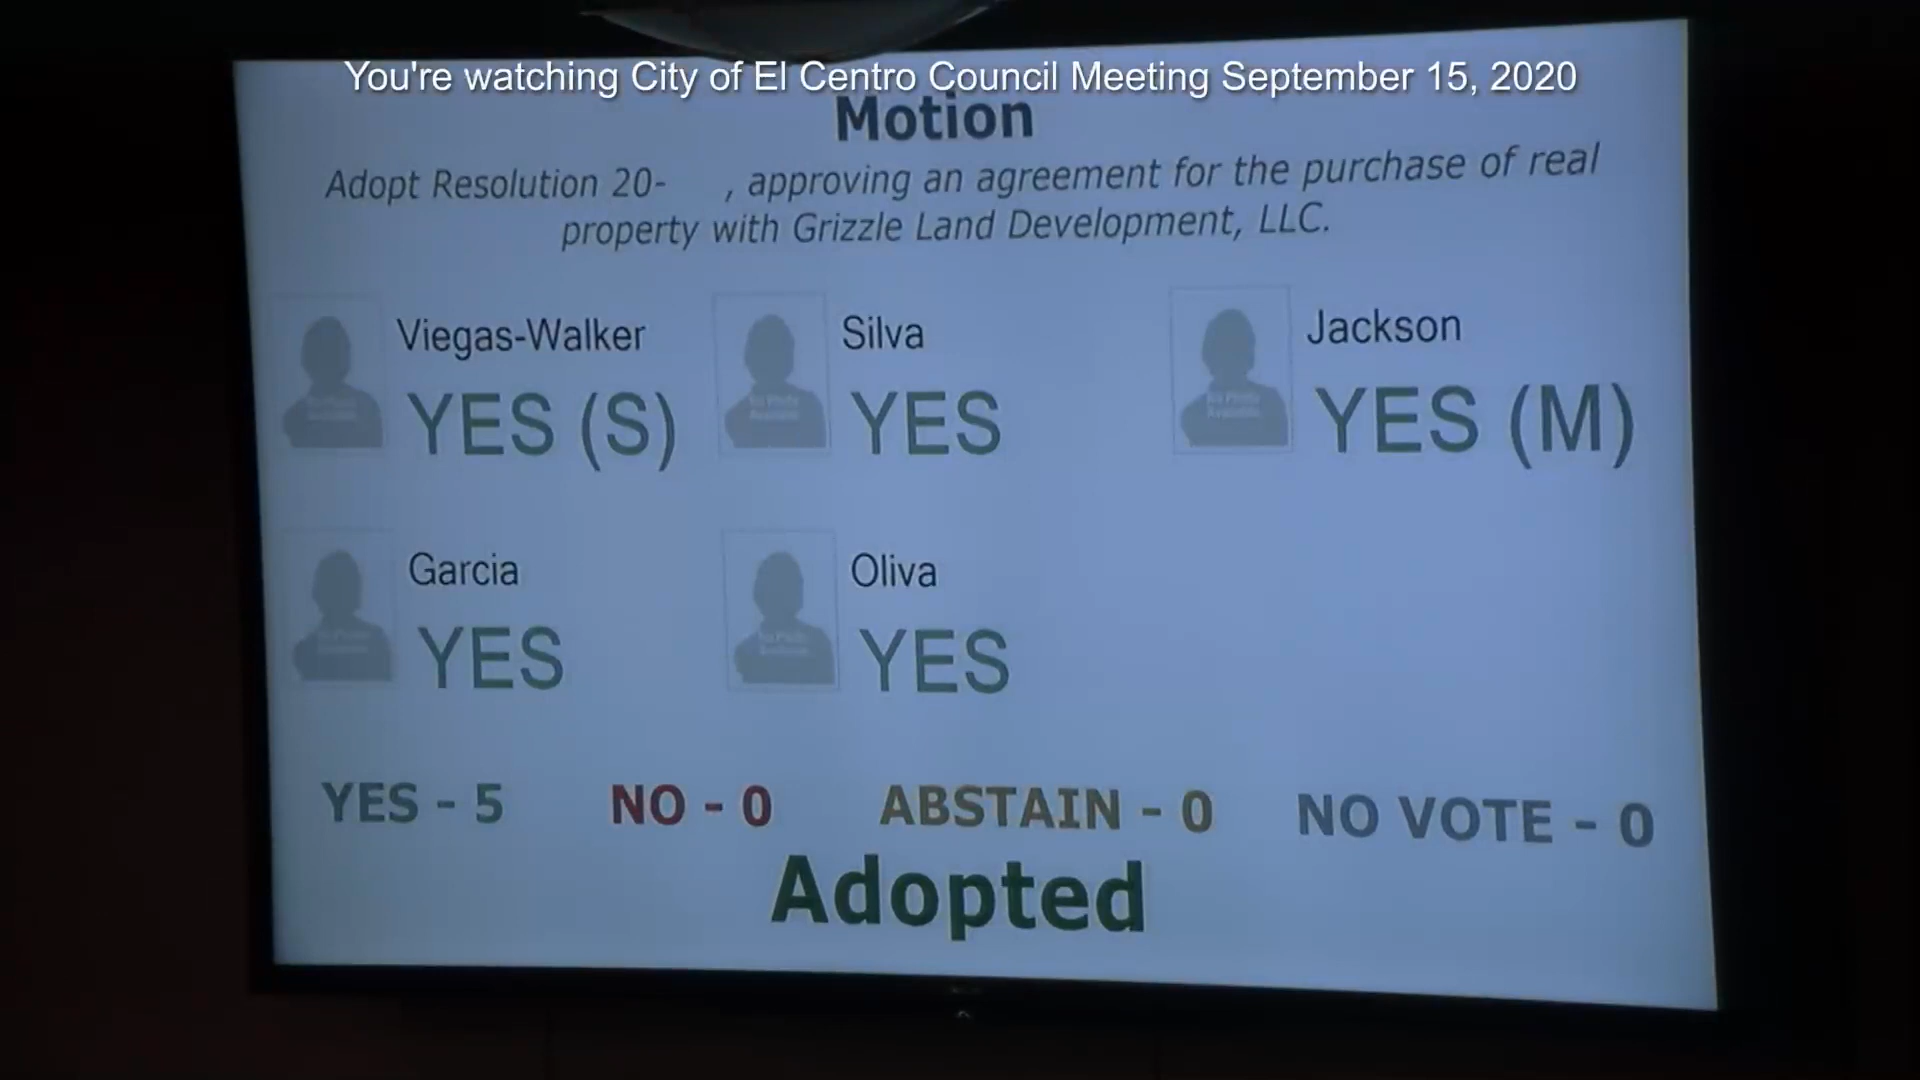 You're watching City of El Centro Council Meeting September 15, 2020
Motion
Adopt Resolution 20- , approving an agreement for the purchase of real
property with Grizzle Land Development, LLC.
Viegas-Walker
YES (S)
Silva
YES
Jackson
YES (M)
Garcia
YES
Oliva
YES
YES - 5 NO - 0 ABSTAIN - 0 NO VOTE - 0
Adopted